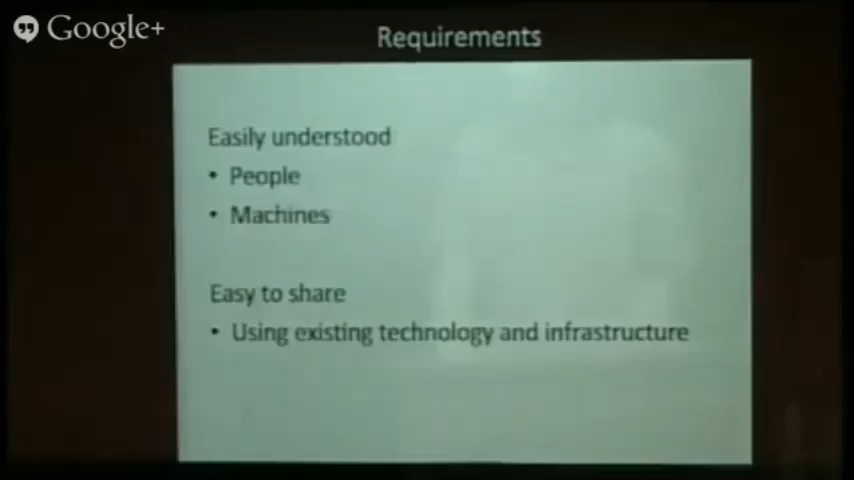 Google+
Requirements
Easily understood
• People
• Machines
Easy to share
• Using existing technology and infrastructure